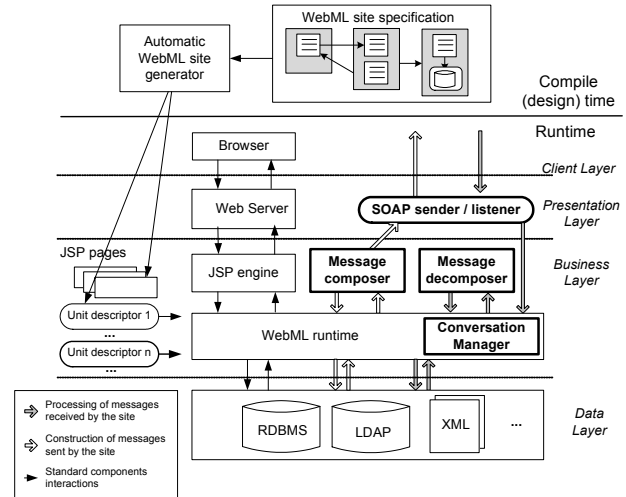 WebML site specification
Automatic
WebML site
generator
Compile
(design) time
Runtime
Browser
Client Layer
Web Server
SOAP sender / listener
Presentation
Layer
JSP pages
JSP engine
Message
composer
Message
decomposer
Business
Layer
Unit descriptor 1
...
Unit descriptor n
...
WebML runtime
Conversation
Manager
RDBMS
LDAP
XML
...
Data
Layer
Processing of messages
received by the site
Construction of messages
sent by the site
Standard components
interactions